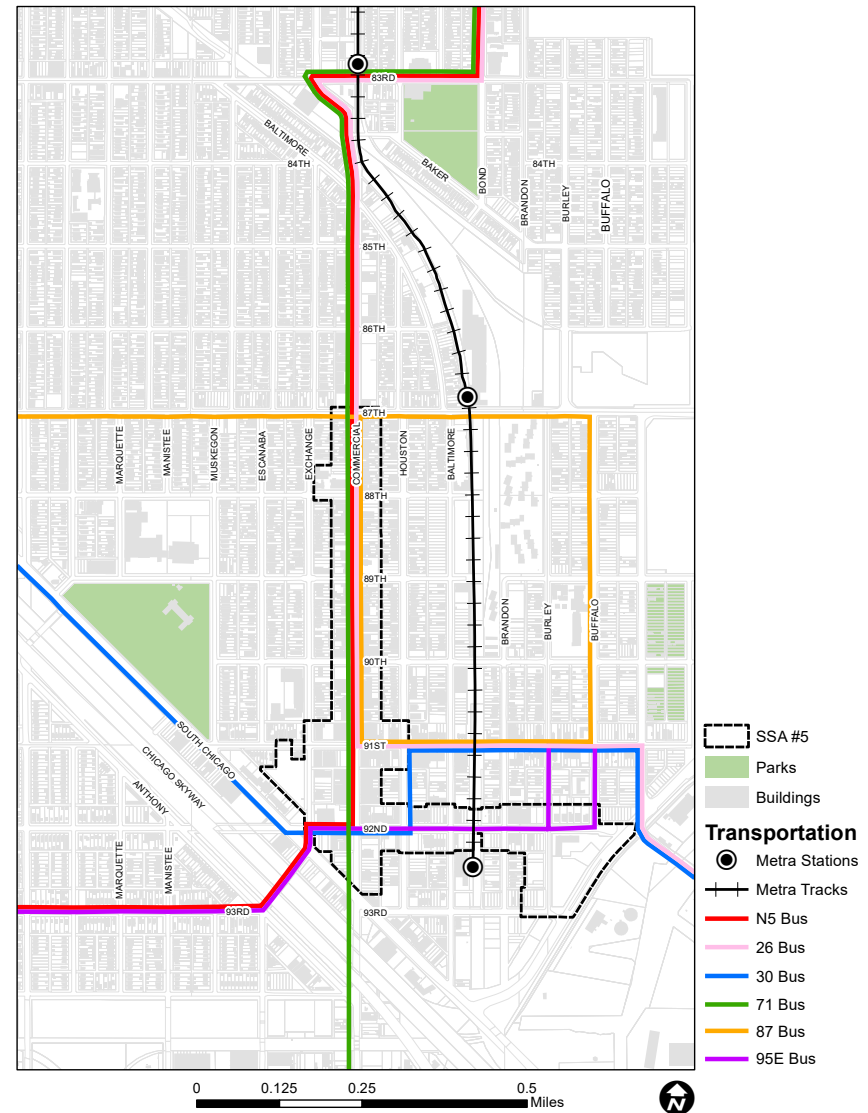 83RD
BALTIMORE
84TH
BAKER
BOND
84TH
BRANDON
BURLEY
BUFFALO
85TH
86TH
87TH
MARQUETTE
MANISTEE
MUSKEGON
ESCANABA
EXCHANGE
COMMERCIAL
HOUSTON
BALTIMORE
88TH
89TH
BRANDON
BURLEY
BUFFALO
90TH
SOUTH CHICAGO
91ST
CHICAGO SKYWAY
ANTHONY
92ND
MARQUETTE
MANISTEE
93RD
93RD
SSA #5
Parks
Buildings
Transportation
Metra Stations
Metra Tracks
N5 Bus
26 Bus
30 Bus
71 Bus
87 Bus
95E Bus
0 0.125 0.25 0.5
Miles
N